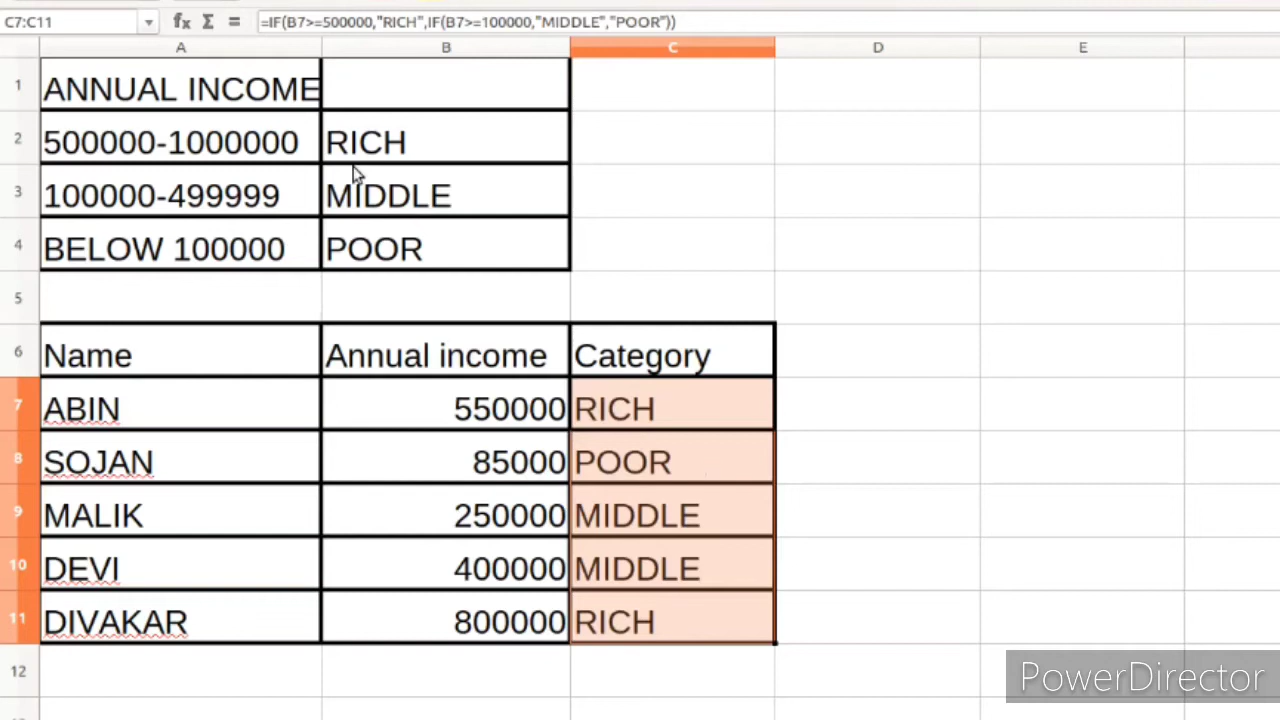 C7:C11 fx Σ = =IF(B7>=500000,"RICH",IF(B7>=100000,"MIDDLE","POOR"))
A B C D E
1 ANNUAL INCOME
2 500000-1000000 RICH
3 100000-499999 MIDDLE
4 BELOW 100000 POOR
5
6 Name Annual income Category
7 ABIN 550000 RICH
8 SOJAN 85000 POOR
9 MALIK 250000 MIDDLE
10 DEVI 400000 MIDDLE
11 DIVAKAR 800000 RICH
12
PowerDirector